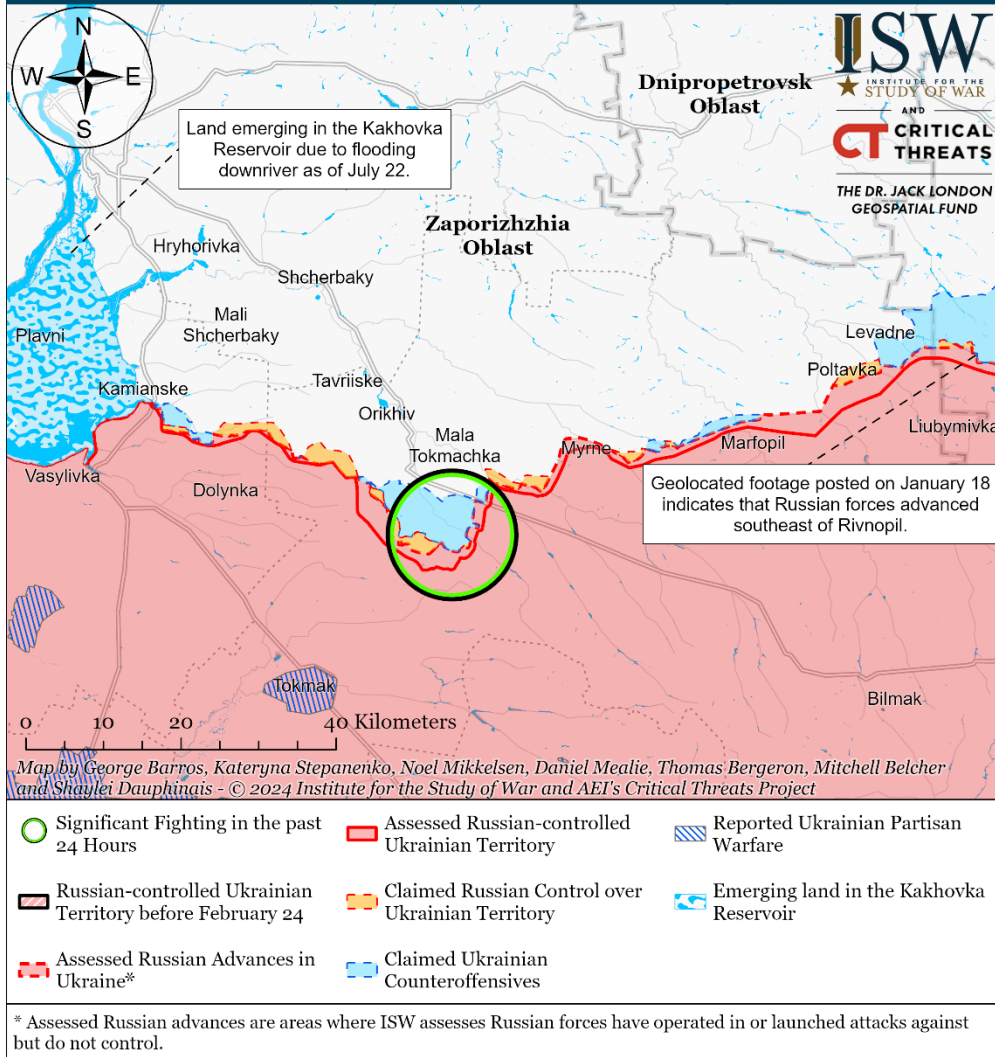 N
W
E
S
ISW
INSTITUTE FOR THE
STUDY OF WAR
AND
CT CRITICAL
THREATS
THE DR. JACK LONDON
GEOSPATIAL FUND
Dnipropetrovsk
Oblast
Land emerging in the Kakhovka
Reservoir due to flooding
downriver as of July 22.
Zaporizhzhia
Oblast
Hryhorivka
Shcherbaky
Mali
Shcherbaky
Plavni
Levadne
Poltavka
Tavriiske
Kamianske
Orikhiv
Mala
Tokmachka
Myrne
Marfopil
Liubymivka
Vasylivka
Dolynka
Geolocated footage posted on January 18
indicates that Russian forces advanced
southeast of Rivnopil.
Tokmak
Bilmak
0 10 20 40 Kilometers
Map by George Barros, Kateryna Stepanenko, Noel Mikkelsen, Daniel Mealie, Thomas Bergeron, Mitchell Belcher
and Shaylei Dauphinais - © 2024 Institute for the Study of War and AEI's Critical Threats Project
Significant Fighting in the past
24 Hours
Russian-controlled Ukrainian
Territory before February 24
Assessed Russian Advances in
Ukraine*
Assessed Russian-controlled
Ukrainian Territory
Claimed Russian Control over
Ukrainian Territory
Claimed Ukrainian
Counteroffensives
Reported Ukrainian Partisan
Warfare
Emerging land in the Kakhovka
Reservoir
* Assessed Russian advances are areas where ISW assesses Russian forces have operated in or launched attacks against
but do not control.